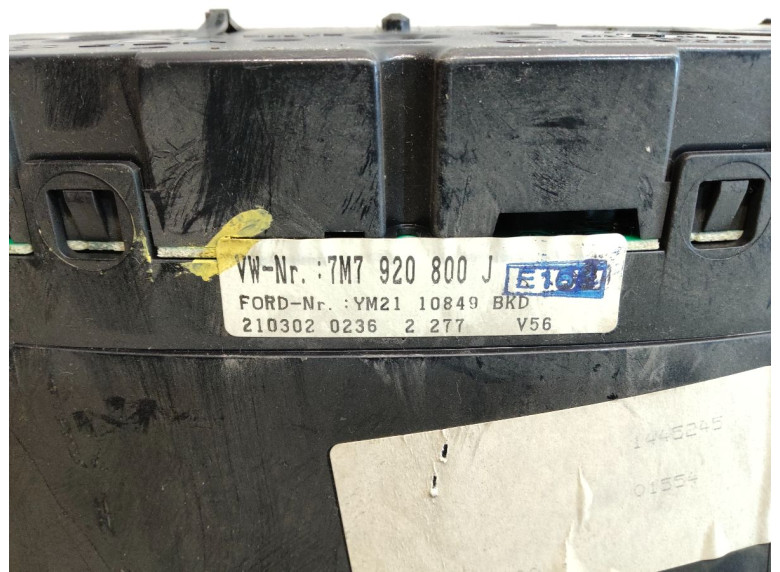 VW-Nr. :7M7 920 800 J
FORD-Nr. :YM21 10849 BKD
210302 0236 2 277 V56
1445245
01554